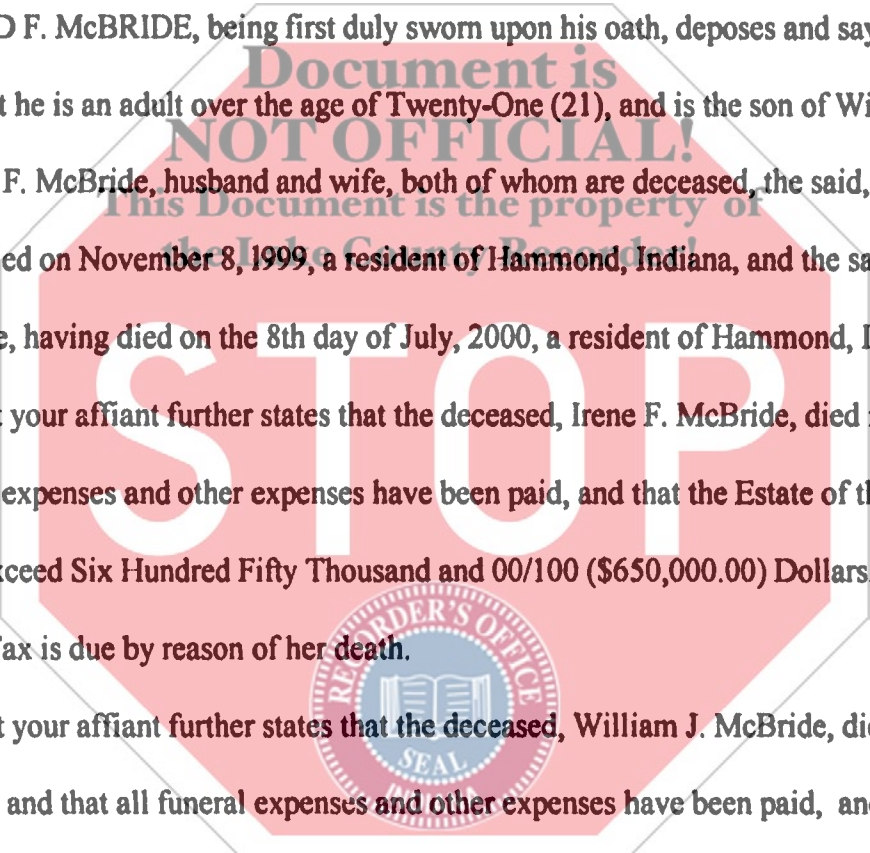 D F. McBRIDE, being first duly sworn upon his oath, deposes and say
Document is
t he is an adult over the age of Twenty-One (21), and is the son of Wi
NOT OFFICIAL!
F. McBride, husband and wife, both of whom are deceased, the said,
This Document is the property of
the Lake County Recorder!
ed on November 8, 1999, a resident of Hammond, Indiana, and the sa
e, having died on the 8th day of July, 2000, a resident of Hammond, I
STOP
t your affiant further states that the deceased, Irene F. McBride, died
expenses and other expenses have been paid, and that the Estate of th
xceed Six Hundred Fifty Thousand and 00/100 ($650,000.00) Dollars
Tax is due by reason of her death.
RECORDER'S OFFICE
t your affiant further states that the deceased, William J. McBride, die
SEAL
INDIANA
and that all funeral expenses and other expenses have been paid, and